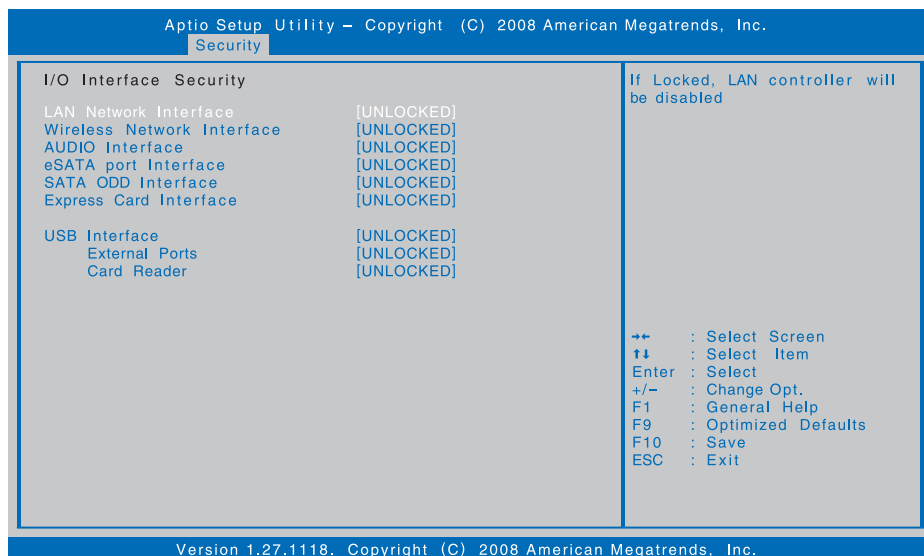 Aptio Setup Utility – Copyright (C) 2008 American Megatrends, Inc.
Security
I/O Interface Security
LAN Network Interface [UNLOCKED]
Wireless Network Interface [UNLOCKED]
AUDIO Interface [UNLOCKED]
eSATA port Interface [UNLOCKED]
SATA ODD Interface [UNLOCKED]
Express Card Interface [UNLOCKED]
USB Interface [UNLOCKED]
External Ports [UNLOCKED]
Card Reader [UNLOCKED]
If Locked, LAN controller will
be disabled
→← : Select Screen
↑↓ : Select Item
Enter : Select
+/– : Change Opt.
F1 : General Help
F9 : Optimized Defaults
F10 : Save
ESC : Exit
Version 1.27.1118. Copyright (C) 2008 American Megatrends, Inc.